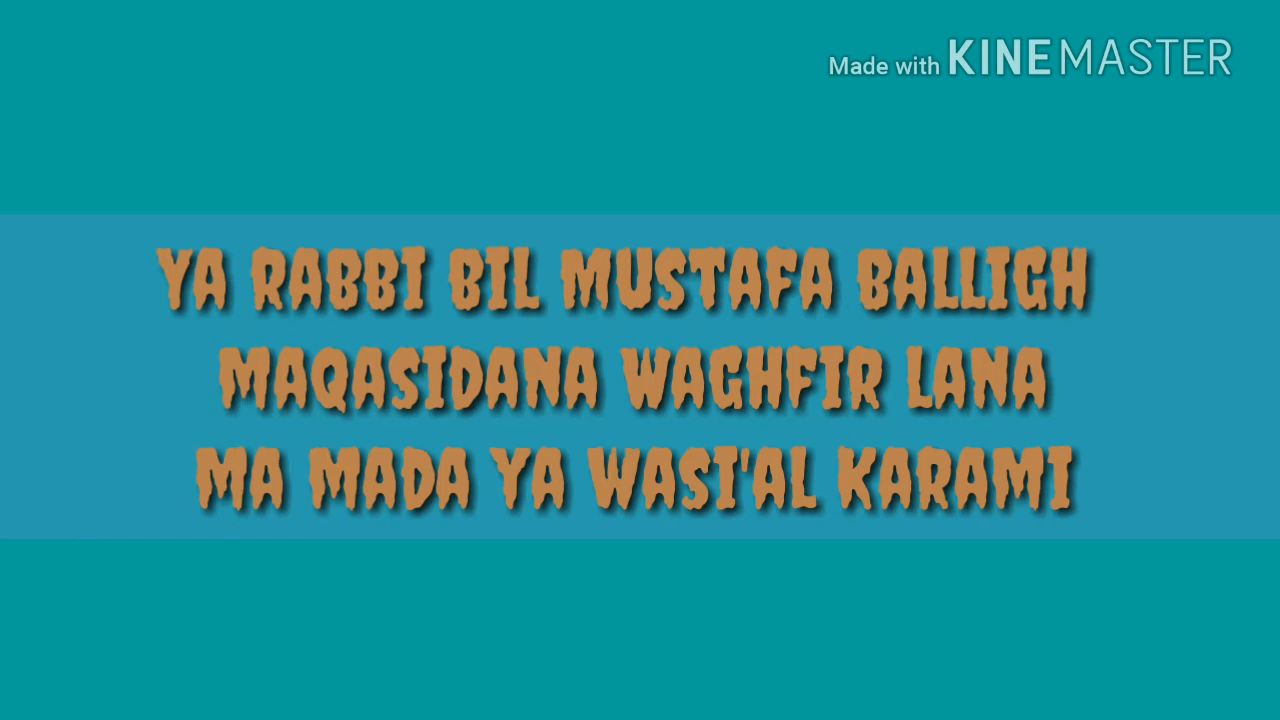 Made with KINEMASTER
YA RABBI BIL MUSTAFA BALLIGH
MAQASIDANA WAGHFIR LANA
MA MADA YA WASI'AL KARAMI